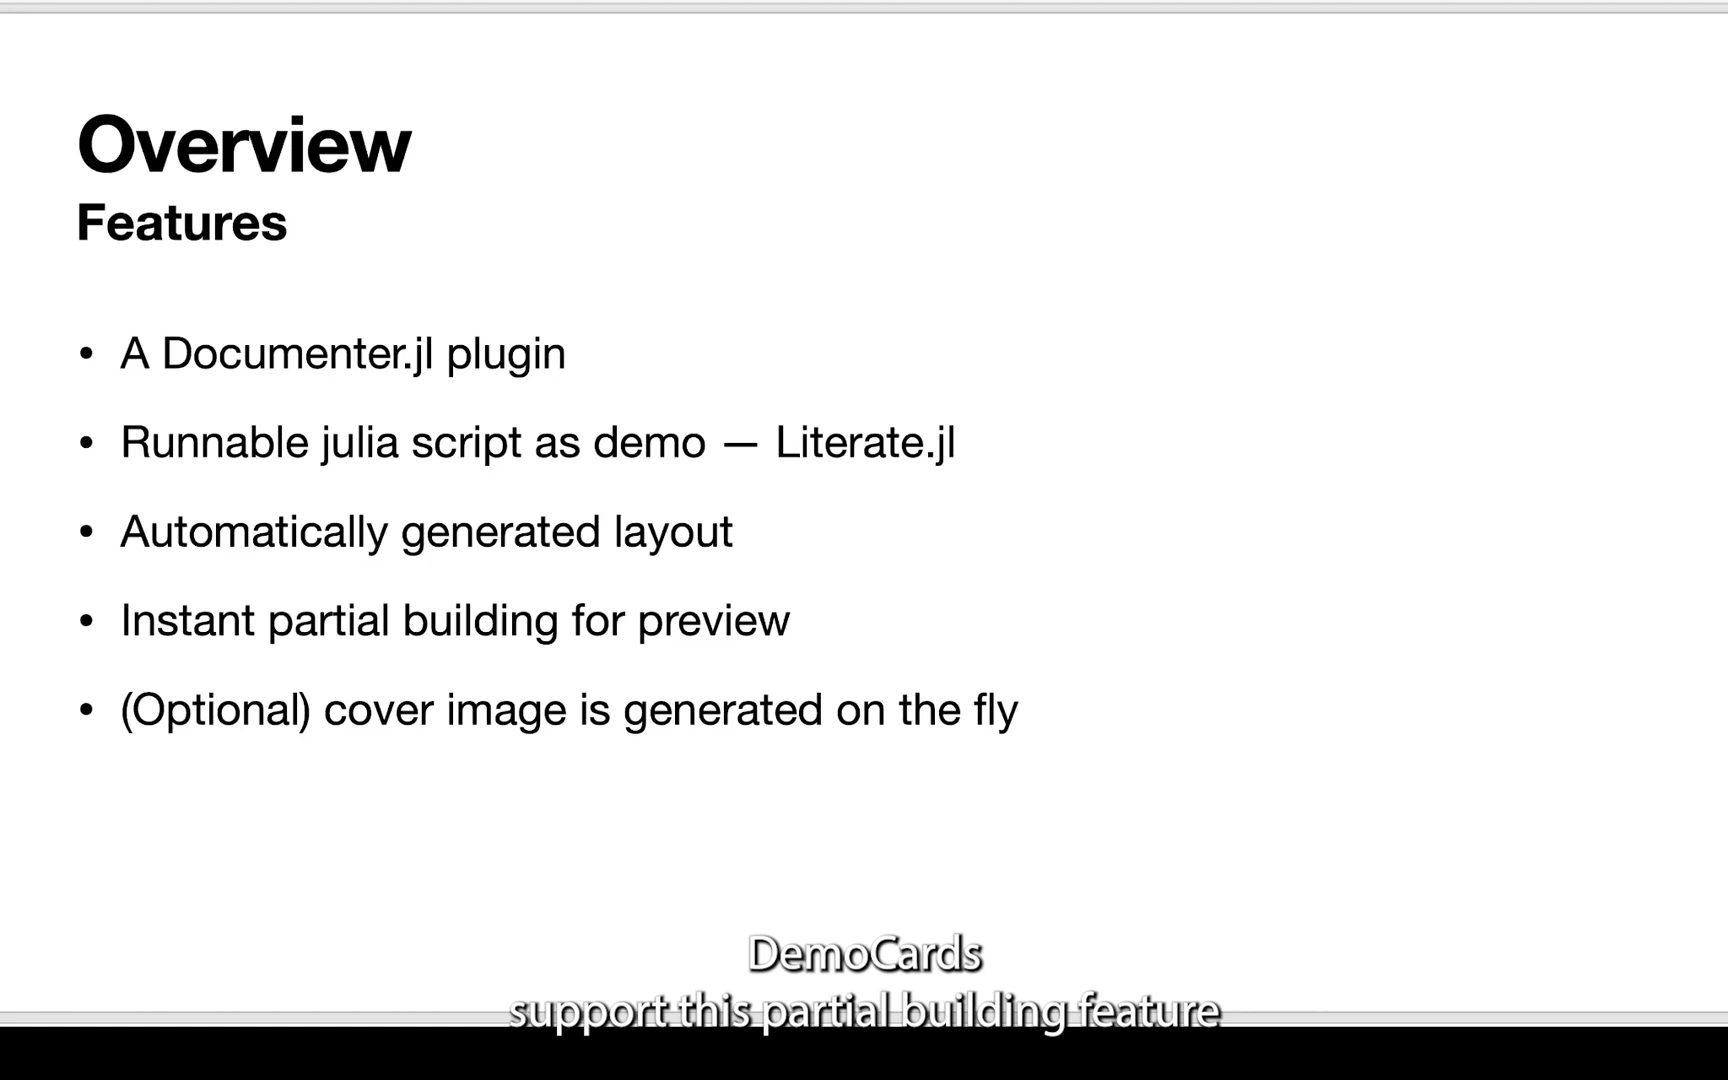 Overview
Features
• A Documenter.jl plugin
• Runnable julia script as demo — Literate.jl
• Automatically generated layout
• Instant partial building for preview
• (Optional) cover image is generated on the fly
DemoCards
support this partial building feature